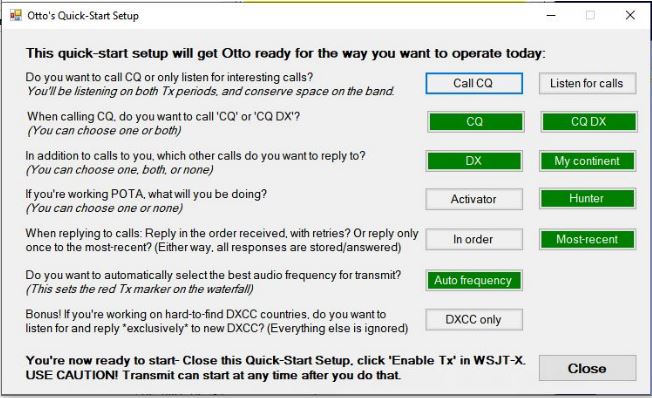 Otto's Quick-Start Setup
This quick-start setup will get Otto ready for the way you want to operate today:
Do you want to call CQ or only listen for interesting calls?
You'll be listening on both Tx periods, and conserve space on the band.
Call CQ
Listen for calls
When calling CQ, do you want to call 'CQ' or 'CQ DX'?
(You can choose one or both)
CQ
CQ DX
In addition to calls to you, which other calls do you want to reply to?
(You can choose one, both, or none)
DX
My continent
If you're working POTA, what will you be doing?
(You can choose one or none)
Activator
Hunter
When replying to calls: Reply in the order received, with retries? Or reply only
once to the most-recent? (Either way, all responses are stored/answered)
In order
Most-recent
Do you want to automatically select the best audio frequency for transmit?
(This sets the red Tx marker on the waterfall)
Auto frequency
Bonus! If you're working on hard-to-find DXCC countries, do you want to
listen for and reply *exclusively* to new DXCC? (Everything else is ignored)
DXCC only
You're now ready to start- Close this Quick-Start Setup, click 'Enable Tx' in WSJT-X.
USE CAUTION! Transmit can start at any time after you do that.
Close